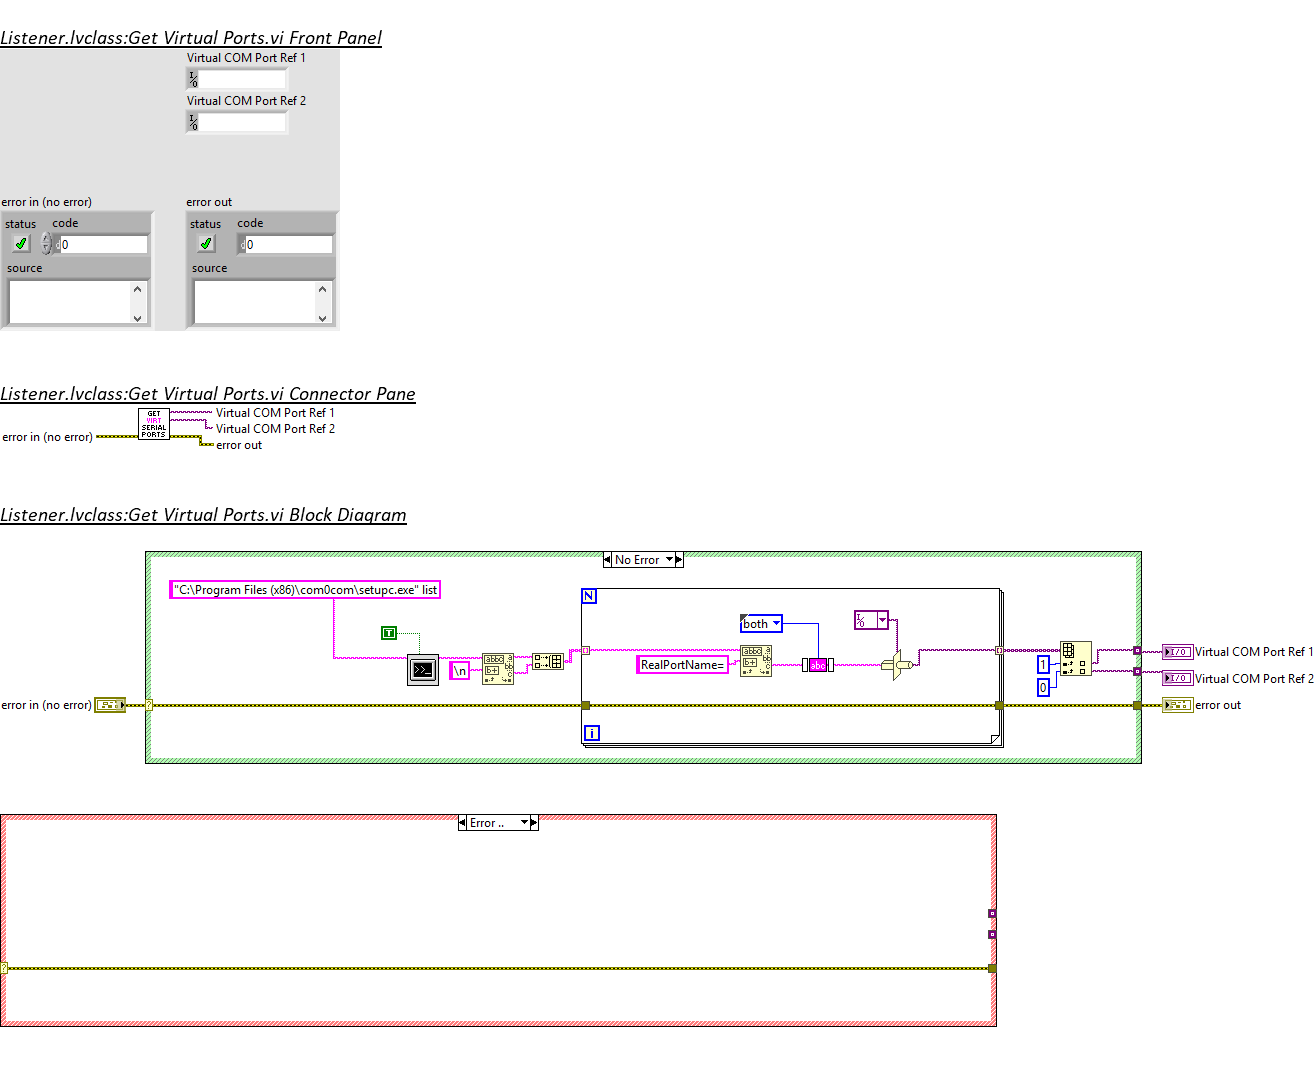 Listener.lvclass:Get Virtual Ports.vi Front Panel
Virtual COM Port Ref 1
I/0
Virtual COM Port Ref 2
I/0
error in (no error)
error out
status code
status code
0
0
source
source
Listener.lvclass:Get Virtual Ports.vi Connector Pane
GET
VIRT
SERIAL
PORTS
Virtual COM Port Ref 1
Virtual COM Port Ref 2
error in (no error)
error out
Listener.lvclass:Get Virtual Ports.vi Block Diagram
No Error
"C:\Program Files (x86)\com0com\setupc.exe" list
N
both
I/0
T
\n
RealPortName=
abc
1
0
I/O
Virtual COM Port Ref 1
I/O
Virtual COM Port Ref 2
error in (no error)
?
error out
i
Error ..
?